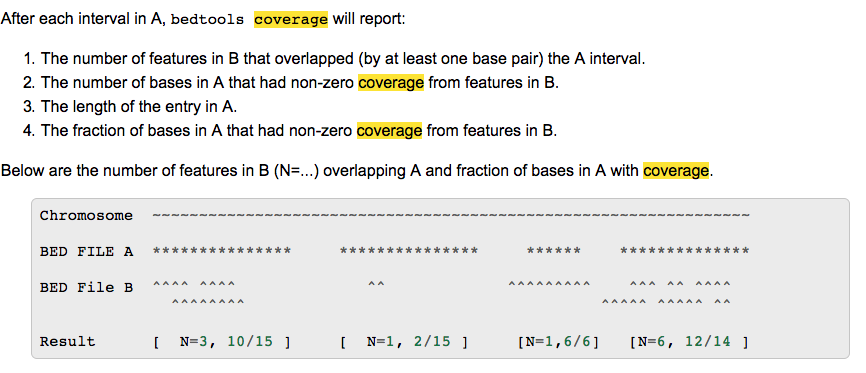 After each interval in A, bedtools coverage will report:
1. The number of features in B that overlapped (by at least one base pair) the A interval.
2. The number of bases in A that had non-zero coverage from features in B.
3. The length of the entry in A.
4. The fraction of bases in A that had non-zero coverage from features in B.
Below are the number of features in B (N=...) overlapping A and fraction of bases in A with coverage.
Chromosome  ~~~~~~~~~~~~~~~~~~~~~~~~~~~~~~~~~~~~~~~~~~~~~~~~~~~~~~~~~~~~~~~~
BED FILE A  ***************     ***************     ******    **************
BED File B  ^^^^ ^^^^              ^^             ^^^^^^^^^    ^^^ ^^ ^^^^
              ^^^^^^^^                                      ^^^^^ ^^^^^ ^^
Result      [  N=3, 10/15 ]     [  N=1, 2/15 ]     [N=1,6/6]   [N=6, 12/14 ]